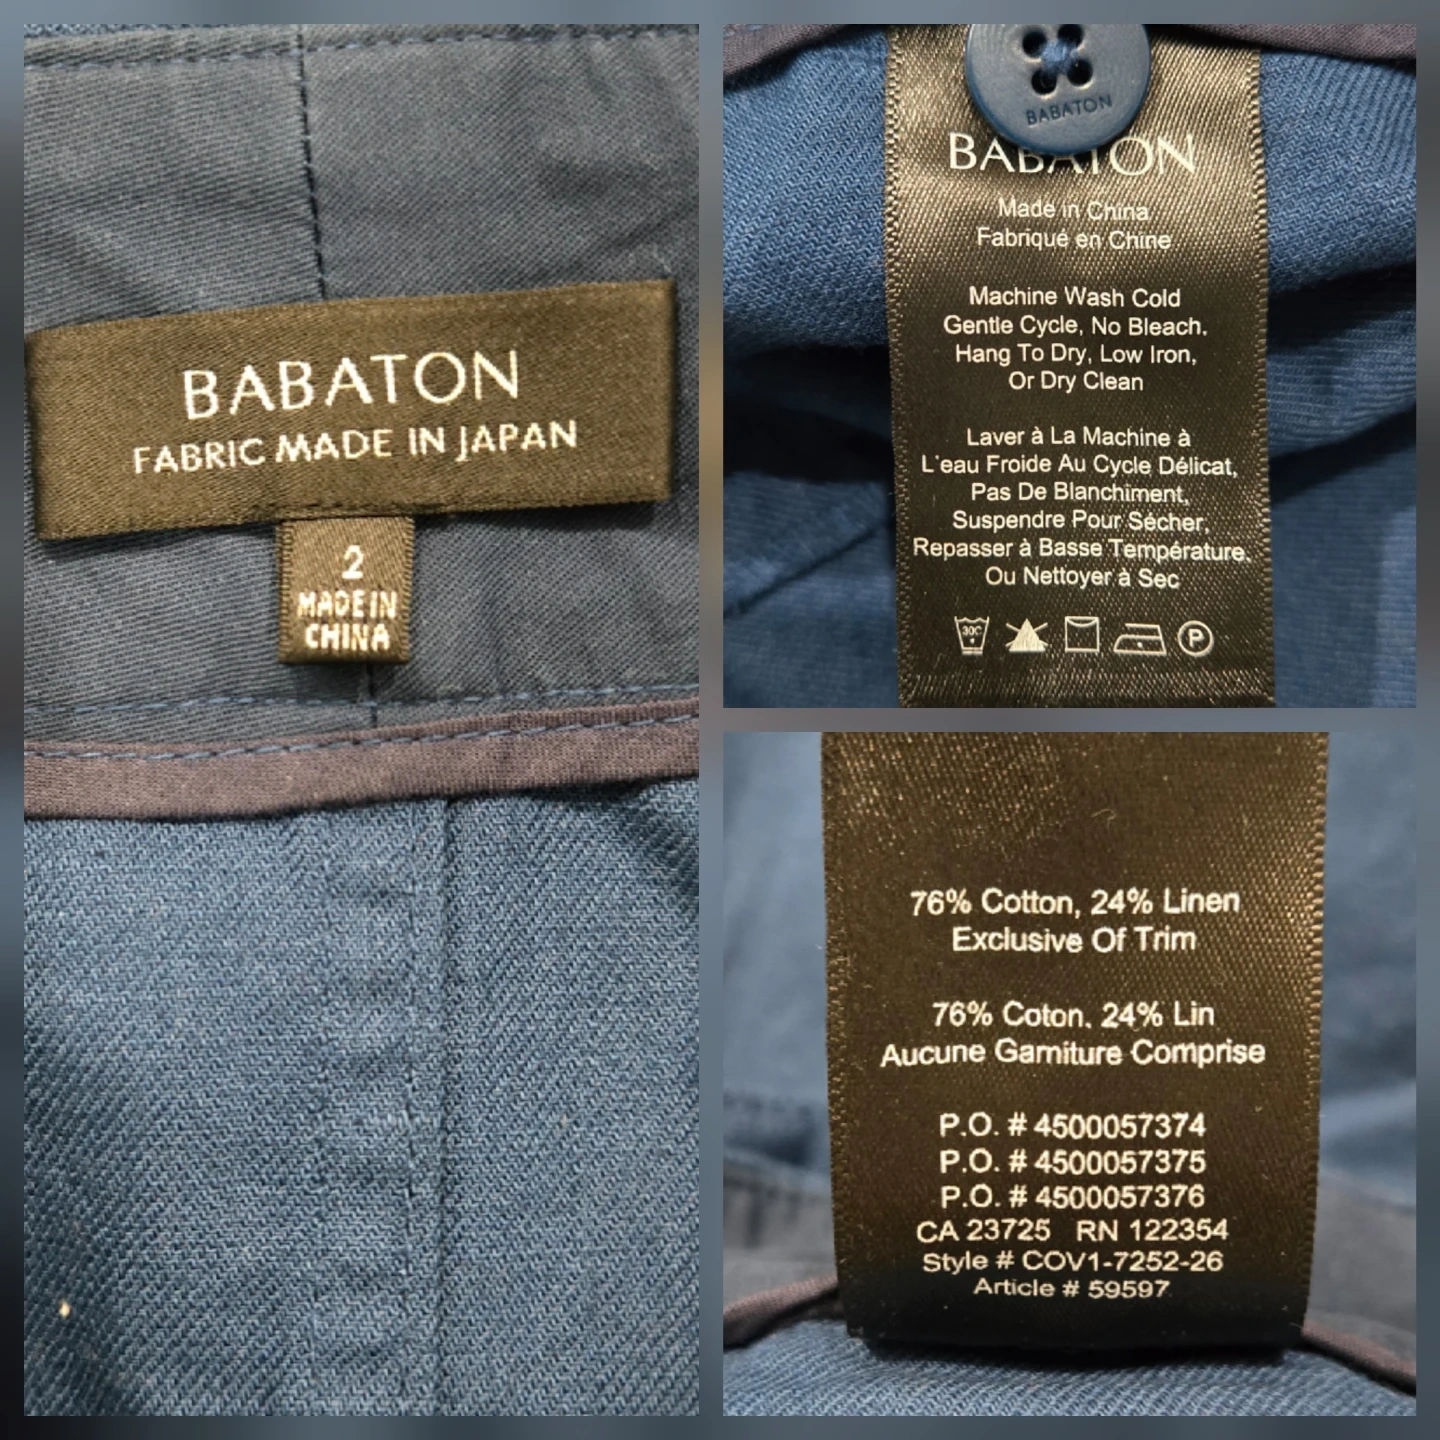 BABATON
FABRIC MADE IN JAPAN
2
MADE IN
CHINA
BABATON
BABATON
Made in China
Fabriqué en Chine
Machine Wash Cold
Gentle Cycle, No Bleach,
Hang To Dry, Low Iron,
Or Dry Clean
Laver à La Machine à
L'eau Froide Au Cycle Délicat,
Pas De Blanchiment,
Suspendre Pour Sécher,
Repasser à Basse Température,
Ou Nettoyer à Sec
30C
P
76% Cotton, 24% Linen
Exclusive Of Trim
76% Coton, 24% Lin
Aucune Garniture Comprise
P.O. # 4500057374
P.O. # 4500057375
P.O. # 4500057376
CA 23725 RN 122354
Style # COV1-7252-26
Article # 59597